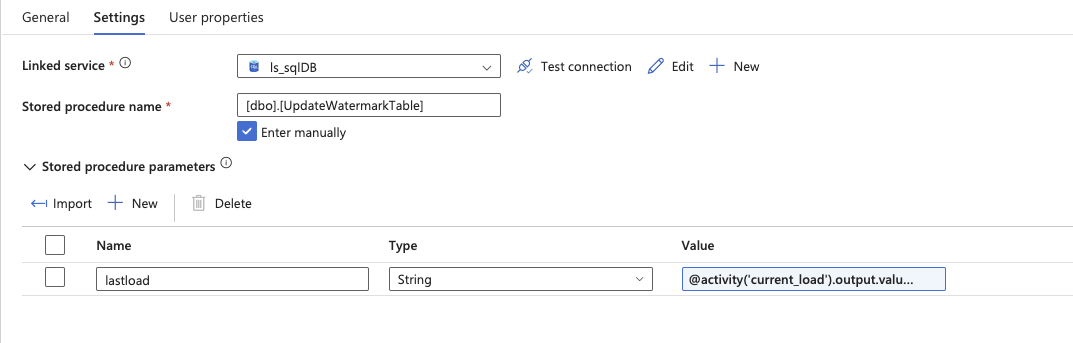 General Settings User properties
Linked service * ls_sqlDB Test connection Edit New
Stored procedure name * [dbo].[UpdateWatermarkTable]
Enter manually
Stored procedure parameters
Import New Delete
Name Type Value
lastload String @activity('current_load').output.valu...